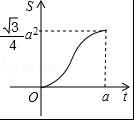 S
√3/4 a²
O a t